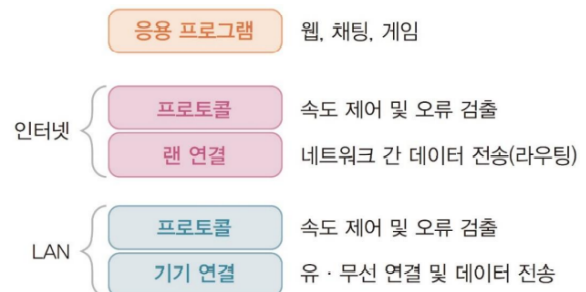 응용 프로그램 웹, 채팅, 게임
인터넷
프로토콜 속도 제어 및 오류 검출
랜 연결 네트워크 간 데이터 전송(라우팅)
LAN
프로토콜 속도 제어 및 오류 검출
기기 연결 유·무선 연결 및 데이터 전송